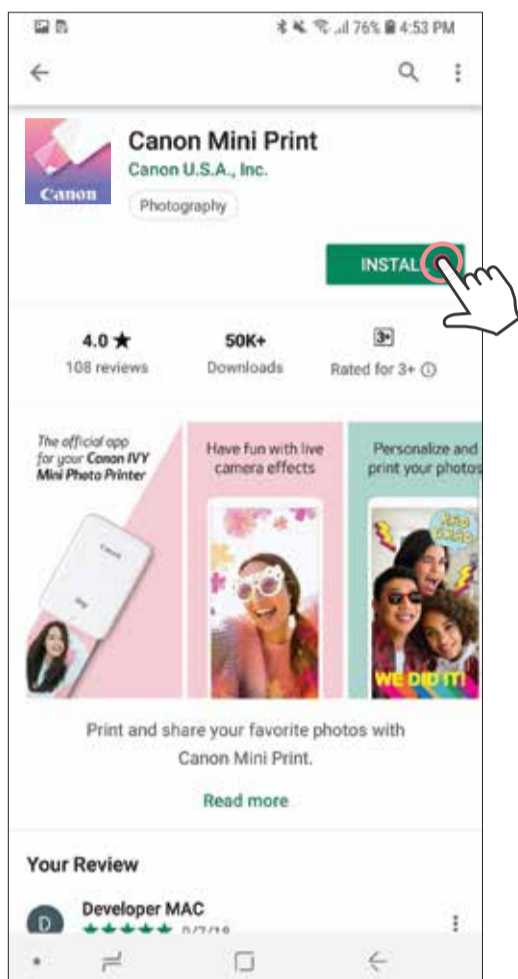 76% 4:53 PM
Canon Mini Print
Canon U.S.A., Inc.
Canon
Photography
INSTAL
4.0 ★
50K+
3+
108 reviews
Downloads
Rated for 3+
The official app
for your Canon IVY
Mini Photo Printer
Have fun with live
camera effects
Personalize and
print your photos
Canon
WE DID IT!
Print and share your favorite photos with
Canon Mini Print.
Read more
Your Review
D
Developer MAC